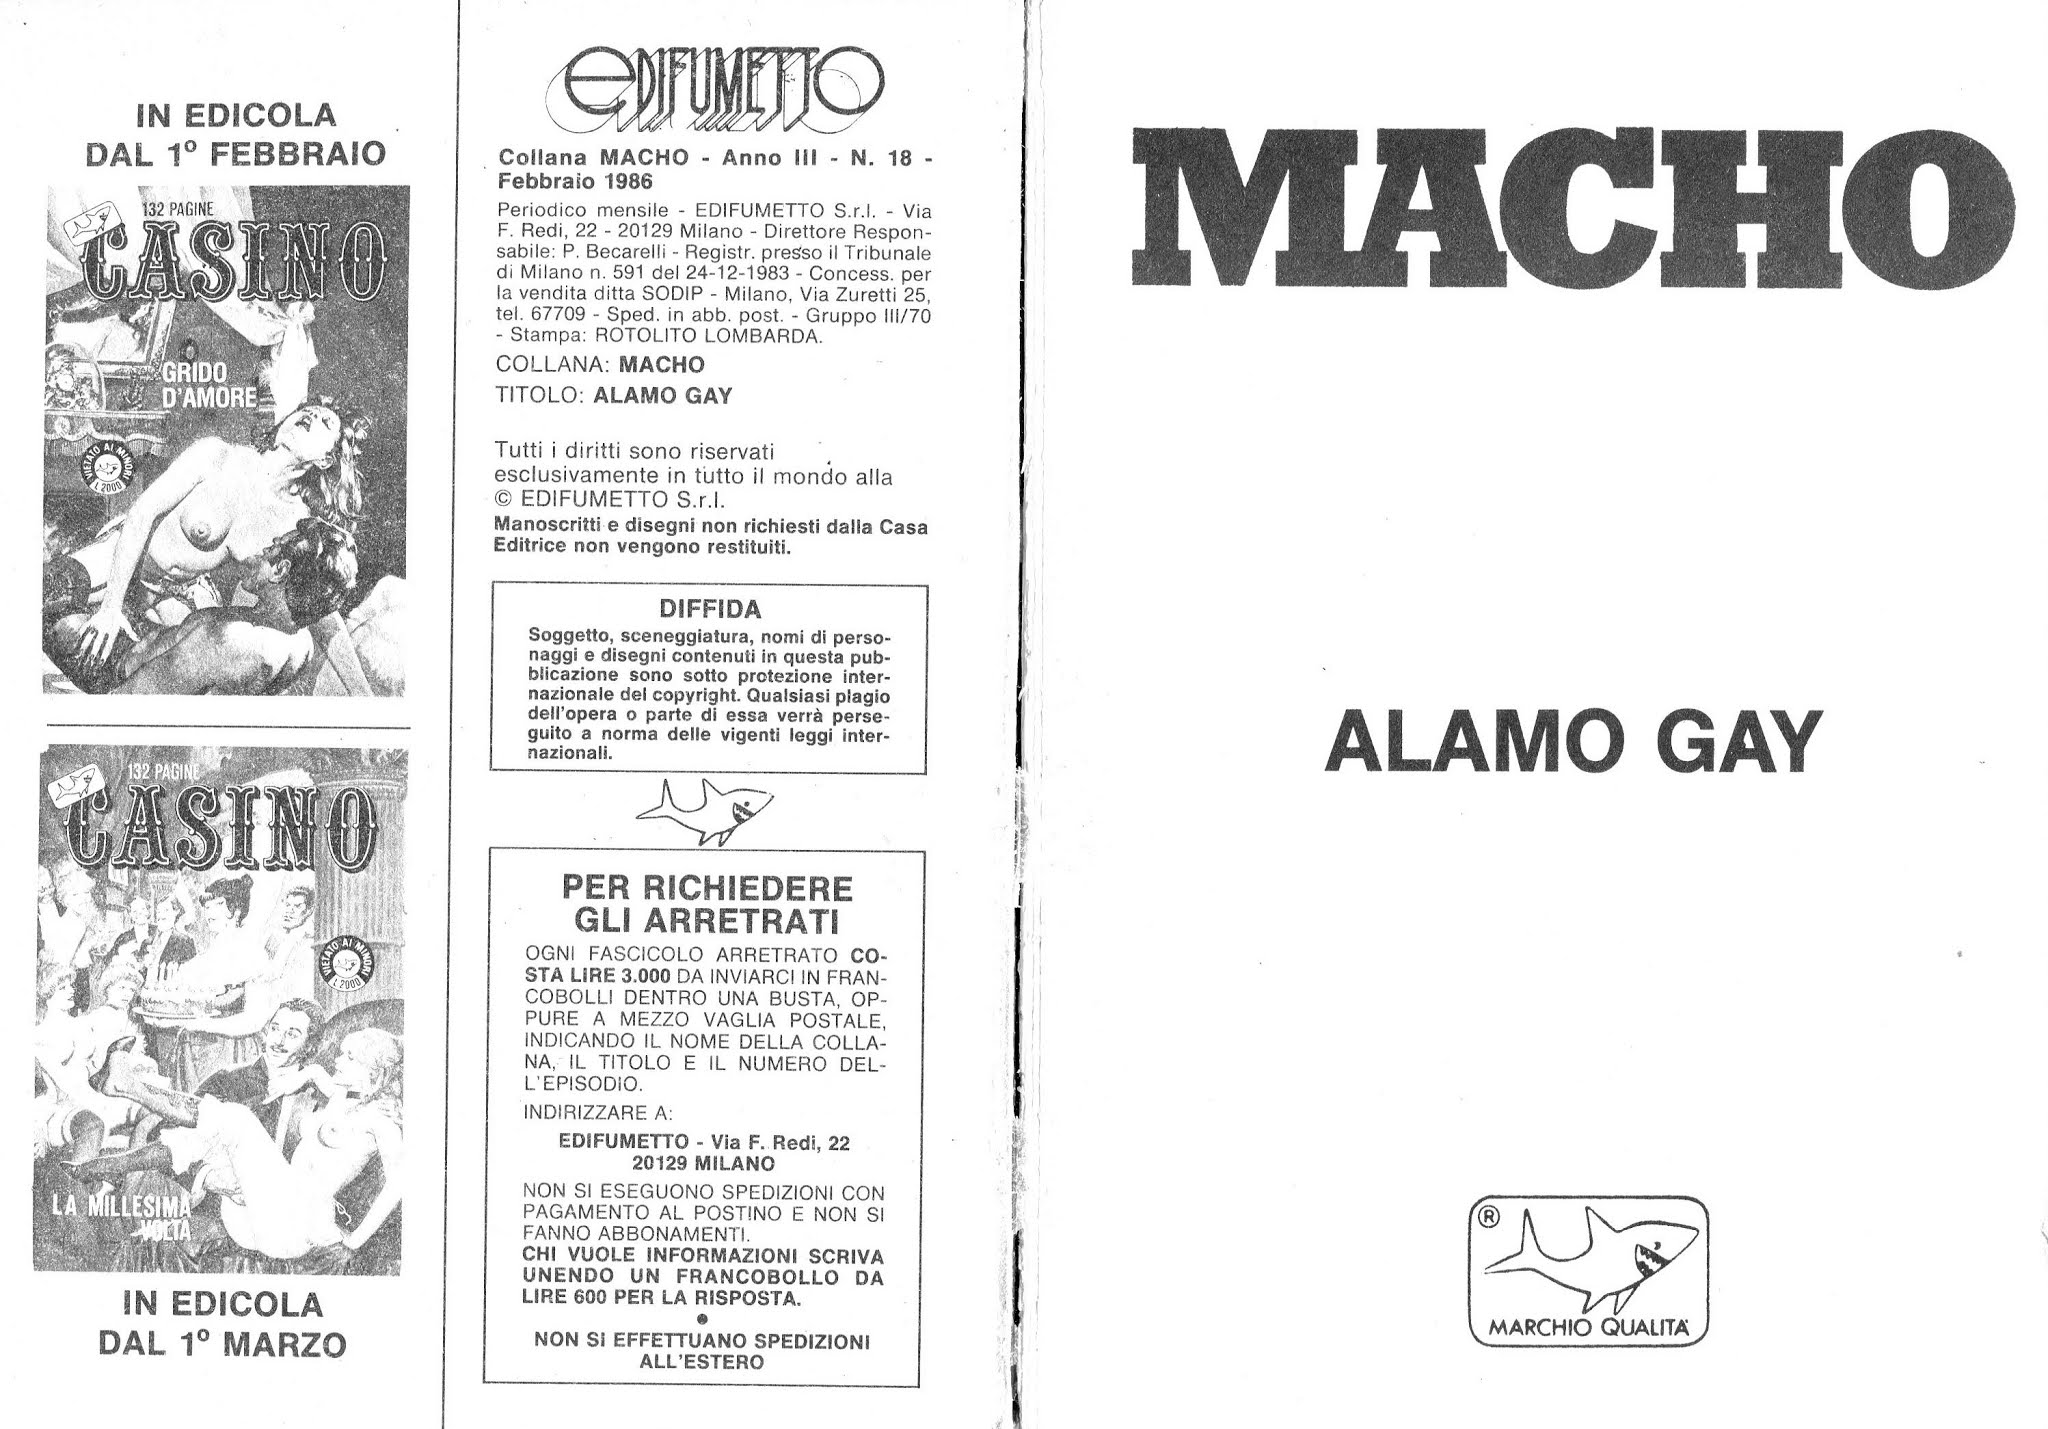 IN EDICOLA
DAL 1º FEBBRAIO
132 PAGINE
CASINO
GRIDO
D'AMORE
VIETATO AI MINORI
L. 2000
132 PAGINE
CASINO
VIETATO AI MINORI
L. 2000
LA MILLESIMA
VOLTA
IN EDICOLA
DAL 1º MARZO
EDIFUMETTO
Collana MACHO - Anno III - N. 18 -
Febbraio 1986
Periodico mensile - EDIFUMETTO S.r.l. - Via
F. Redi, 22 - 20129 Milano - Direttore Respon-
sabile: P. Becarelli - Registr. presso il Tribunale
di Milano n. 591 del 24-12-1983 - Concess. per
la vendita ditta SODIP - Milano, Via Zuretti 25,
tel. 67709 - Sped. in abb. post. - Gruppo III/70
- Stampa: ROTOLITO LOMBARDA.
COLLANA: MACHO
TITOLO: ALAMO GAY
Tutti i diritti sono riservati
esclusivamente in tutto il mondo alla
© EDIFUMETTO S.r.l.
Manoscritti e disegni non richiesti dalla Casa
Editrice non vengono restituiti.
DIFFIDA
Soggetto, sceneggiatura, nomi di perso-
naggi e disegni contenuti in questa pub-
blicazione sono sotto protezione inter-
nazionale del copyright. Qualsiasi plagio
dell'opera o parte di essa verrà perse-
guito a norma delle vigenti leggi inter-
nazionali.
PER RICHIEDERE
GLI ARRETRATI
OGNI FASCICOLO ARRETRATO CO-
STA LIRE 3.000 DA INVIARCI IN FRAN-
COBOLLI DENTRO UNA BUSTA, OP-
PURE A MEZZO VAGLIA POSTALE,
INDICANDO IL NOME DELLA COLLA-
NA, IL TITOLO E IL NUMERO DEL-
L'EPISODIO.
INDIRIZZARE A:
EDIFUMETTO - Via F. Redi, 22
20129 MILANO
NON SI ESEGUONO SPEDIZIONI CON
PAGAMENTO AL POSTINO E NON SI
FANNO ABBONAMENTI.
CHI VUOLE INFORMAZIONI SCRIVA
UNENDO UN FRANCOBOLLO DA
LIRE 600 PER LA RISPOSTA.
NON SI EFFETTUANO SPEDIZIONI
ALL'ESTERO
MACHO
ALAMO GAY
®
MARCHIO QUALITÀ